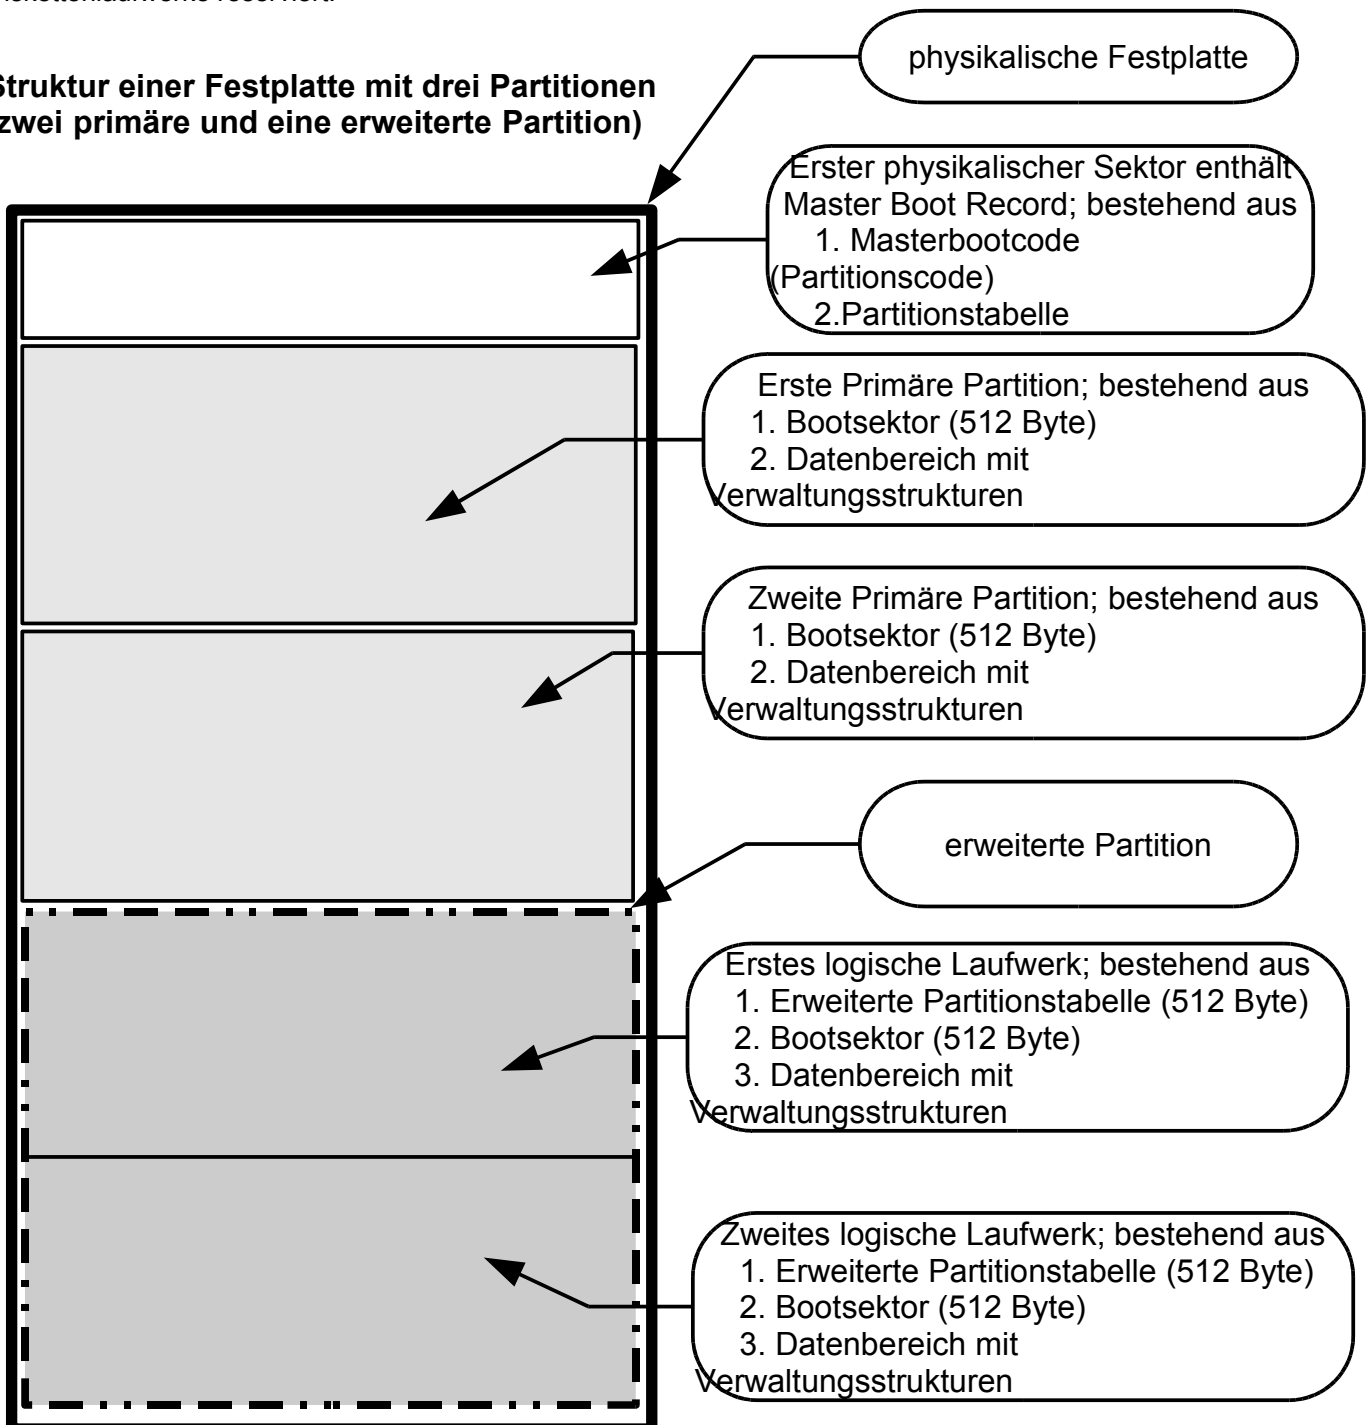 physikalische Festplatte
Struktur einer Festplatte mit drei Partitionen
zwei primäre und eine erweiterte Partition)
Erster physikalischer Sektor enthält
Master Boot Record; bestehend aus
1. Masterbootcode
(Partitionscode)
2.Partitionstabelle
Erste Primäre Partition; bestehend aus
1. Bootsektor (512 Byte)
2. Datenbereich mit
Verwaltungsstrukturen
Zweite Primäre Partition; bestehend aus
1. Bootsektor (512 Byte)
2. Datenbereich mit
Verwaltungsstrukturen
erweiterte Partition
Erstes logische Laufwerk; bestehend aus
1. Erweiterte Partitionstabelle (512 Byte)
2. Bootsektor (512 Byte)
3. Datenbereich mit
Verwaltungsstrukturen
Zweites logische Laufwerk; bestehend aus
1. Erweiterte Partitionstabelle (512 Byte)
2. Bootsektor (512 Byte)
3. Datenbereich mit
Verwaltungsstrukturen